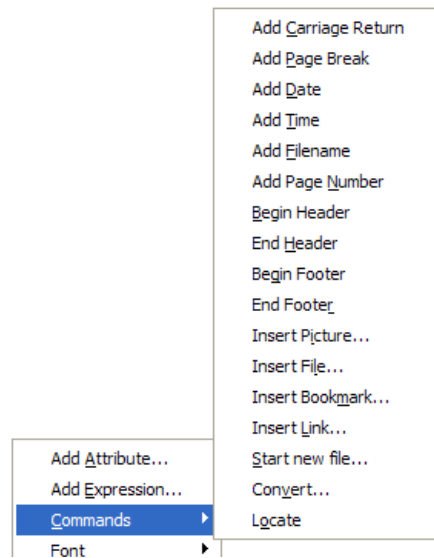 Add Carriage Return
Add Page Break
Add Date
Add Time
Add Filename
Add Page Number
Begin Header
End Header
Begin Footer
End Footer
Insert Picture...
Insert File...
Insert Bookmark...
Insert Link...
Start new file...
Convert...
Locate
Add Attribute...
Add Expression...
Commands
Font